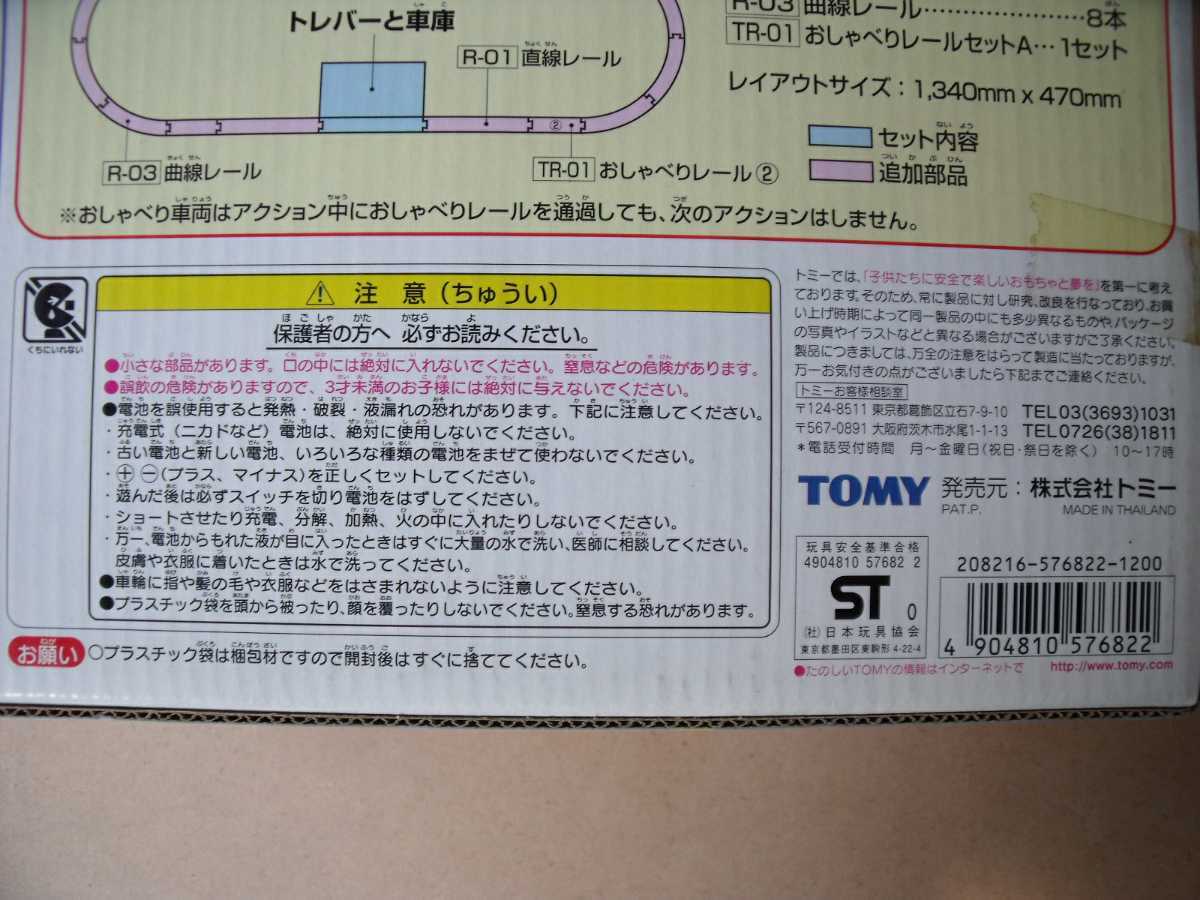 トレバーと車庫
R-01 直線レール
R-03 曲線レール
②
TR-01 おしゃべりレール②
R-03 曲線レール……………………8本
TR-01 おしゃべりレールセットA…1セット
レイアウトサイズ：1,340mm x 470mm
セット内容
追加部品
※おしゃべり車両はアクション中におしゃべりレールを通過しても、次のアクションはしません。
くちにいれない
⚠ 注 意（ちゅうい）
保護者の方へ 必ずお読みください。
●小さな部品があります。口の中には絶対に入れないでください。窒息などの危険があります。
●誤飲の危険がありますので、3才未満のお子様には絶対に与えないでください。
●電池を誤使用すると発熱・破裂・液漏れの恐れがあります。下記に注意してください。
・充電式（ニカドなど）電池は、絶対に使用しないでください。
・古い電池と新しい電池、いろいろな種類の電池をまぜて使わないでください。
・⊕⊖(プラス、マイナス)を正しくセットしてください。
・遊んだ後は必ずスイッチを切り電池をはずしてください。
・ショートさせたり充電、分解、加熱、火の中に入れたりしないでください。
・万一、電池からもれた液が目に入ったときはすぐに大量の水で洗い、医師に相談してください。
皮膚や衣服に着いたときは水で洗ってください。
●車輪に指や髪の毛や衣服などをはさまれないように注意してください。
●プラスチック袋を頭から被ったり、顔を覆ったりしないでください。窒息する恐れがあります。
お願い ○プラスチック袋は梱包材ですので開封後はすぐに捨ててください。
トミーでは、「子供たちに安全で楽しいおもちゃと夢を」を第一に考え
ております。そのため、常に製品に対し研究、改良を行なっており、お買
い上げ時期によって同一製品の中にも多少異なるものや、パッケージ
の写真やイラストなどと異なる場合がございますがご了承ください。
製品につきましては、万全の注意をはらって製造に当たっておりますが、
万一お気付きの点がございましたら下記までご連絡ください。
トミーお客様相談室
〒124-8511 東京都葛飾区立石7-9-10 TEL03(3693)1031
〒567-0891 大阪府茨木市水尾1-1-13 TEL0726(38)1811
＊電話受付時間 月〜金曜日(祝日・祭日を除く) 10〜17時
TOMY 発売元：株式会社トミー
PAT.P. MADE IN THAILAND
玩具安全基準合格
4904810 57682 2
ST 0
(社)日本玩具協会
東京都墨田区東駒形 4-22-4
208216-576822-1200
4 904810 576822
●たのしいTOMYの情報はインターネットで http://www.tomy.com